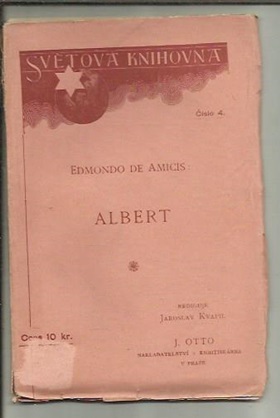 SVĚTOVÁ KNIHOVNA
Číslo 4.
EDMONDO DE AMICIS:
ALBERT
REDIGUJE
JAROSLAV KVAPIL
Cena 10 kr.
J. OTTO
NAKLADATELSTVÍ - KNIHTISKÁRNA
V PRAZE